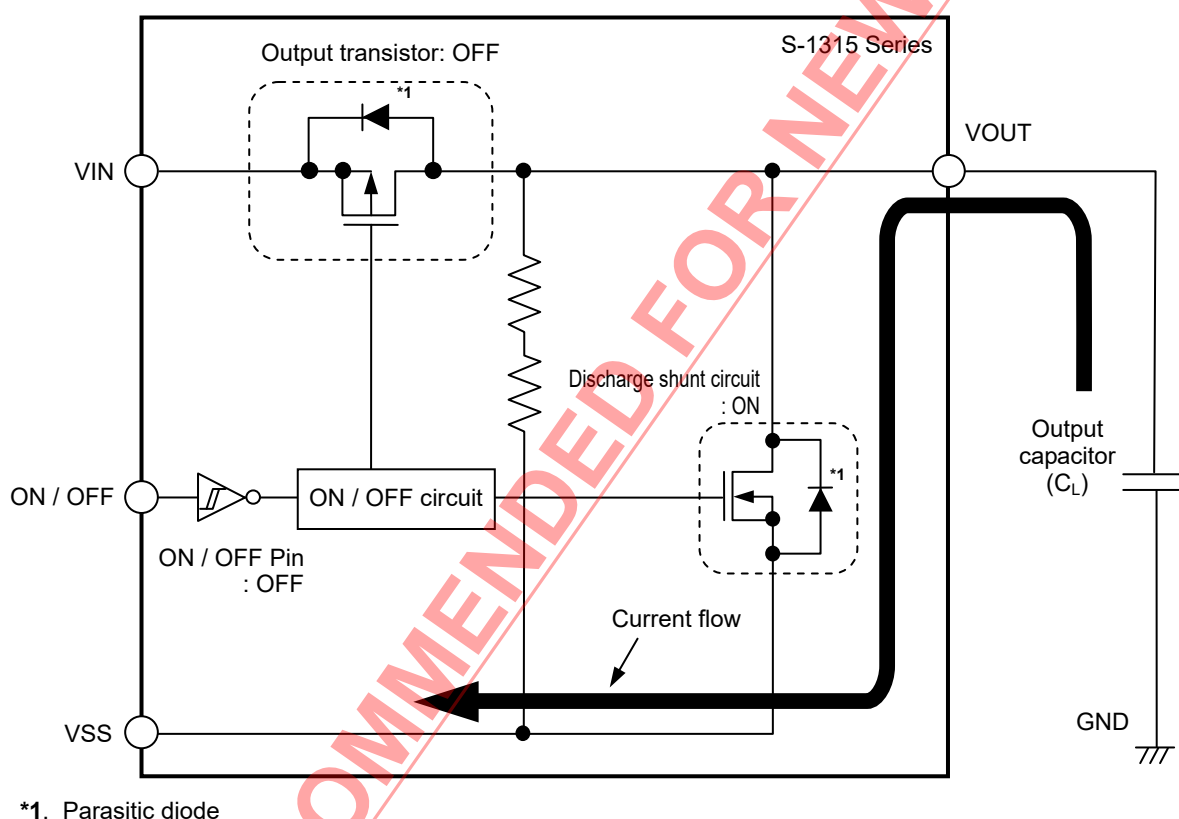 S-1315 Series
Output transistor: OFF
*1
VOUT
VIN
Discharge shunt circuit
: ON
*1
Output
capacitor
(CL)
ON / OFF
ON / OFF circuit
ON / OFF Pin
: OFF
Current flow
VSS
GND
*1. Parasitic diode
OMMENDED FOR NEW